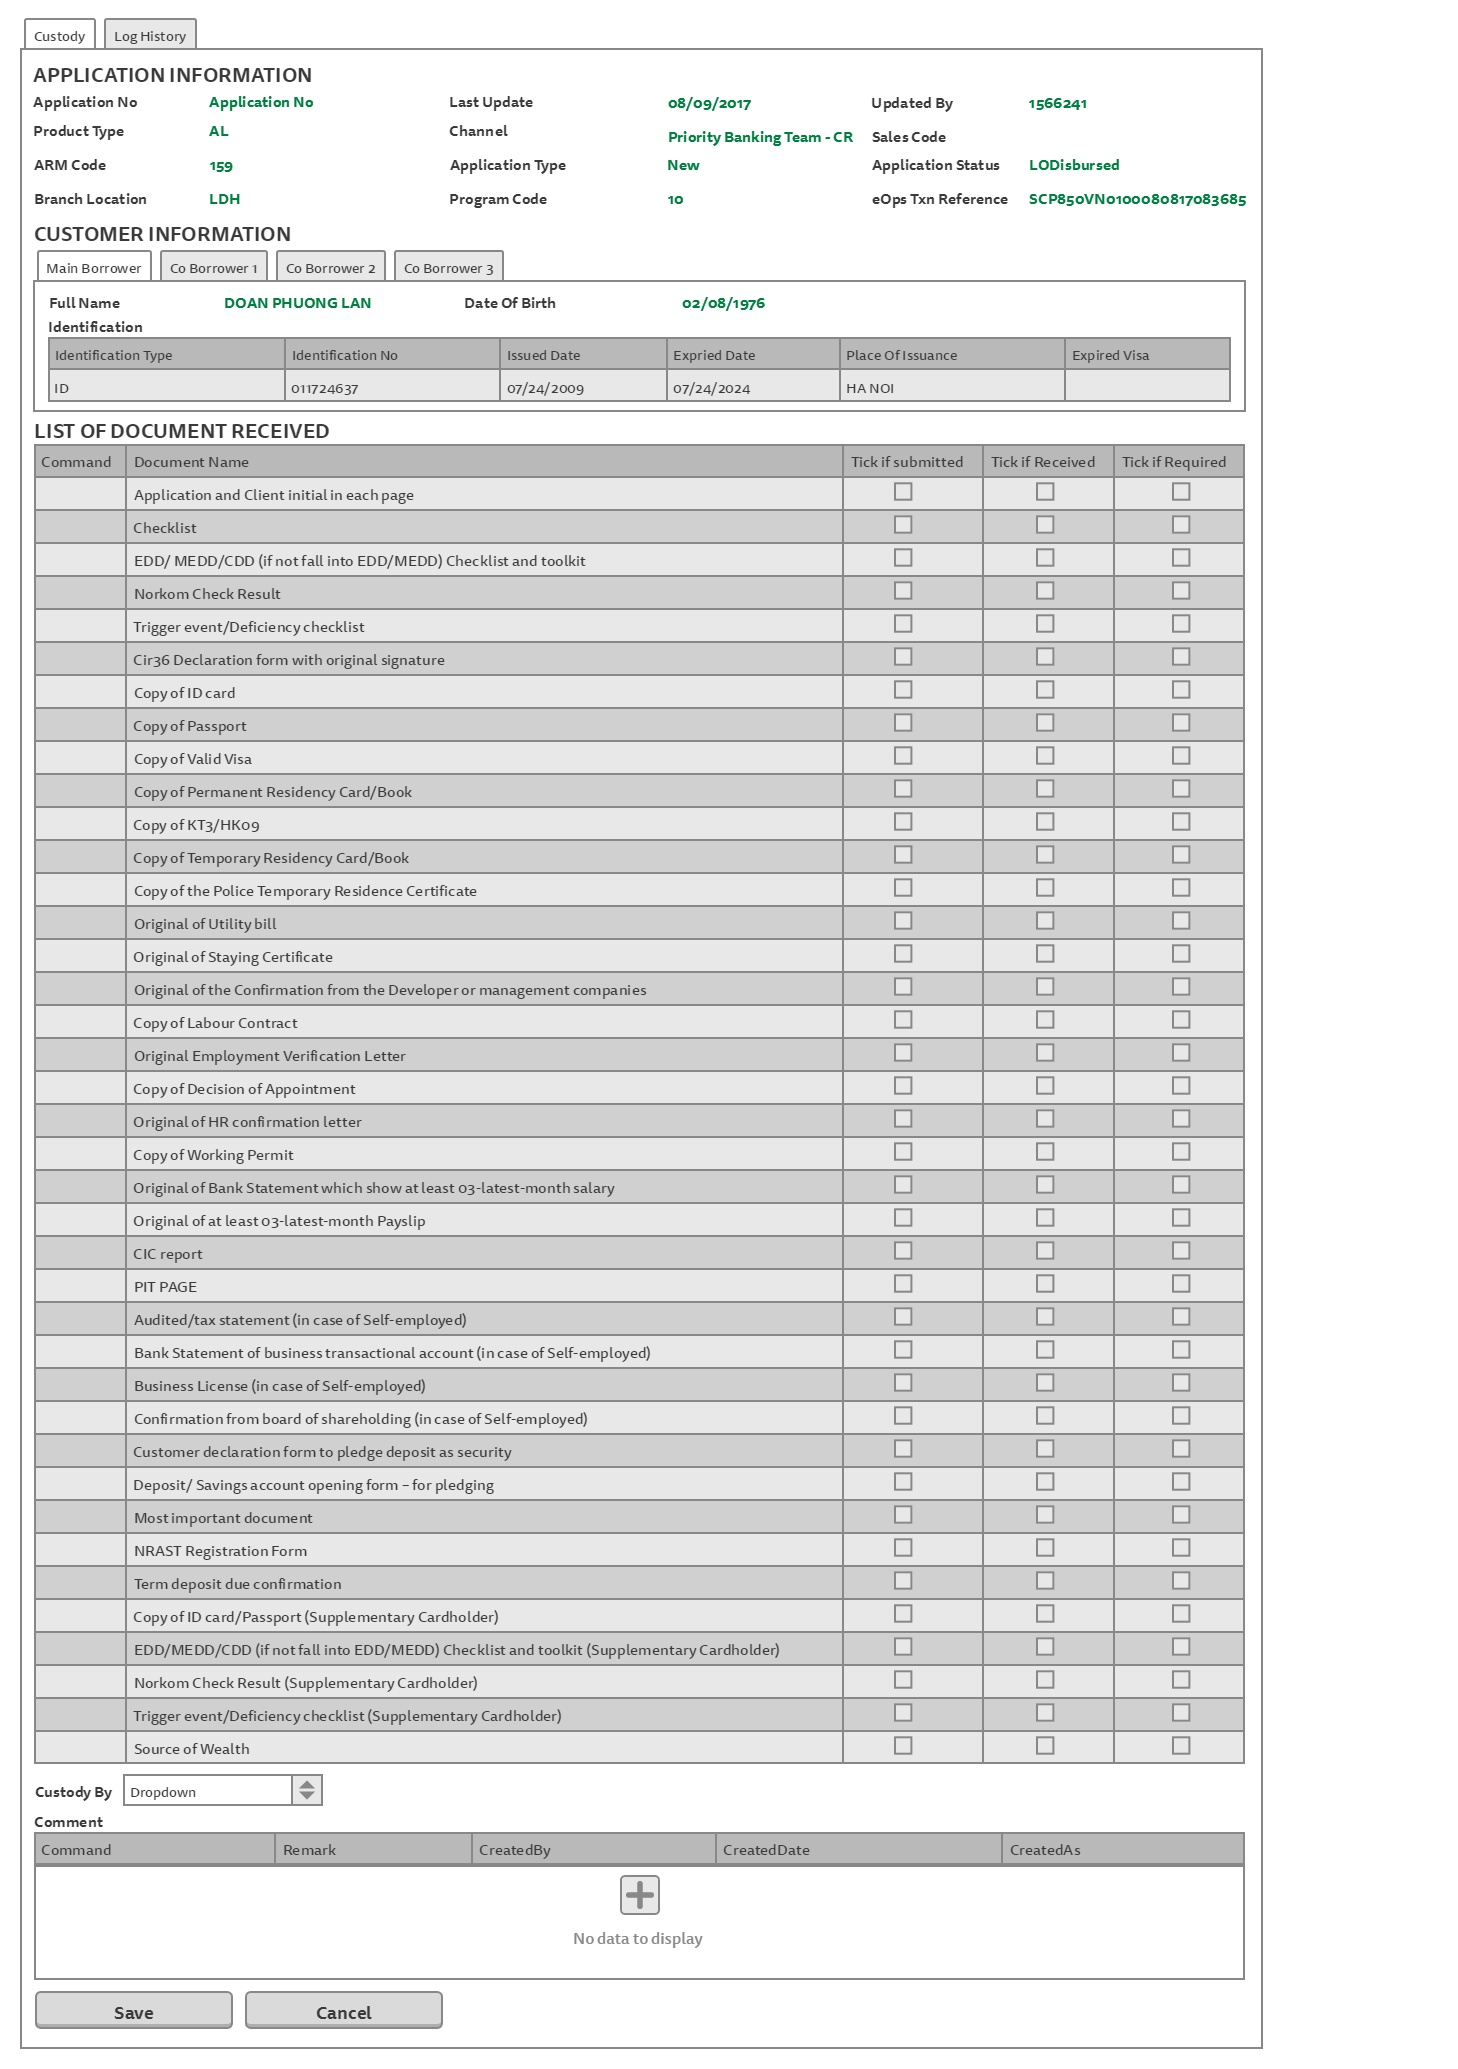 Custody Log History
APPLICATION INFORMATION
Application No Application No Last Update 08/09/2017 Updated By 1566241
Product Type AL Channel Priority Banking Team - CR Sales Code
ARM Code 159 Application Type New Application Status LODisbursed
Branch Location LDH Program Code 10 eOps Txn Reference SCP850VN0100080817083685
CUSTOMER INFORMATION
Main Borrower Co Borrower 1 Co Borrower 2 Co Borrower 3
Full Name DOAN PHUONG LAN Date Of Birth 02/08/1976
Identification
Identification Type Identification No Issued Date Expried Date Place Of Issuance Expired Visa
ID 011724637 07/24/2009 07/24/2024 HA NOI
LIST OF DOCUMENT RECEIVED
Command Document Name Tick if submitted Tick if Received Tick if Required
Application and Client initial in each page
Checklist
EDD/ MEDD/CDD (if not fall into EDD/MEDD) Checklist and toolkit
Norkom Check Result
Trigger event/Deficiency checklist
Cir36 Declaration form with original signature
Copy of ID card
Copy of Passport
Copy of Valid Visa
Copy of Permanent Residency Card/Book
Copy of KT3/HK09
Copy of Temporary Residency Card/Book
Copy of the Police Temporary Residence Certificate
Original of Utility bill
Original of Staying Certificate
Original of the Confirmation from the Developer or management companies
Copy of Labour Contract
Original Employment Verification Letter
Copy of Decision of Appointment
Original of HR confirmation letter
Copy of Working Permit
Original of Bank Statement which show at least 03-latest-month salary
Original of at least 03-latest-month Payslip
CIC report
PIT PAGE
Audited/tax statement (in case of Self-employed)
Bank Statement of business transactional account (in case of Self-employed)
Business License (in case of Self-employed)
Confirmation from board of shareholding (in case of Self-employed)
Customer declaration form to pledge deposit as security
Deposit/ Savings account opening form – for pledging
Most important document
NRAST Registration Form
Term deposit due confirmation
Copy of ID card/Passport (Supplementary Cardholder)
EDD/MEDD/CDD (if not fall into EDD/MEDD) Checklist and toolkit (Supplementary Cardholder)
Norkom Check Result (Supplementary Cardholder)
Trigger event/Deficiency checklist (Supplementary Cardholder)
Source of Wealth
Custody By Dropdown
Comment
Command Remark CreatedBy CreatedDate CreatedAs
No data to display
Save Cancel